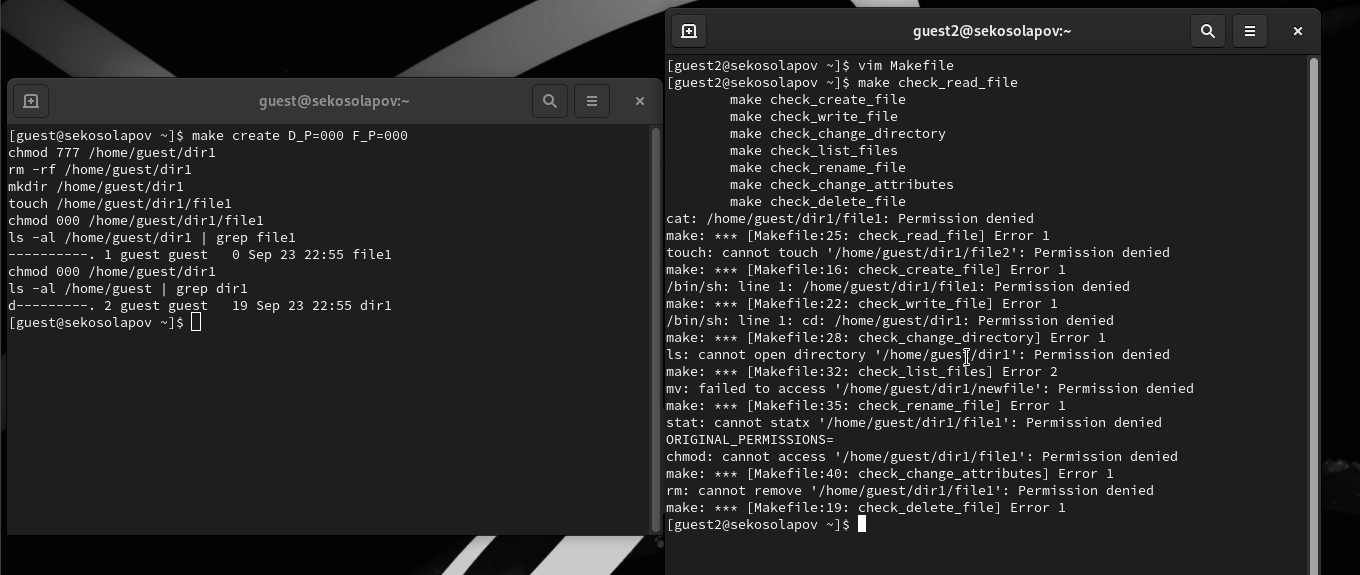 guest@sekosolapov:~
[guest@sekosolapov ~]$ make create D_P=000 F_P=000
chmod 777 /home/guest/dir1
rm -rf /home/guest/dir1
mkdir /home/guest/dir1
touch /home/guest/dir1/file1
chmod 000 /home/guest/dir1/file1
ls -al /home/guest/dir1 | grep file1
----------. 1 guest guest   0 Sep 23 22:55 file1
chmod 000 /home/guest/dir1
ls -al /home/guest | grep dir1
d---------. 2 guest guest   19 Sep 23 22:55 dir1
[guest@sekosolapov ~]$
guest2@sekosolapov:~
[guest2@sekosolapov ~]$ vim Makefile
[guest2@sekosolapov ~]$ make check_read_file
        make check_create_file
        make check_write_file
        make check_change_directory
        make check_list_files
        make check_rename_file
        make check_change_attributes
        make check_delete_file
cat: /home/guest/dir1/file1: Permission denied
make: *** [Makefile:25: check_read_file] Error 1
touch: cannot touch '/home/guest/dir1/file2': Permission denied
make: *** [Makefile:16: check_create_file] Error 1
/bin/sh: line 1: /home/guest/dir1/file1: Permission denied
make: *** [Makefile:22: check_write_file] Error 1
/bin/sh: line 1: cd: /home/guest/dir1: Permission denied
make: *** [Makefile:28: check_change_directory] Error 1
ls: cannot open directory '/home/guest/dir1': Permission denied
make: *** [Makefile:32: check_list_files] Error 2
mv: failed to access '/home/guest/dir1/newfile': Permission denied
make: *** [Makefile:35: check_rename_file] Error 1
stat: cannot statx '/home/guest/dir1/file1': Permission denied
ORIGINAL_PERMISSIONS=
chmod: cannot access '/home/guest/dir1/file1': Permission denied
make: *** [Makefile:40: check_change_attributes] Error 1
rm: cannot remove '/home/guest/dir1/file1': Permission denied
make: *** [Makefile:19: check_delete_file] Error 1
[guest2@sekosolapov ~]$